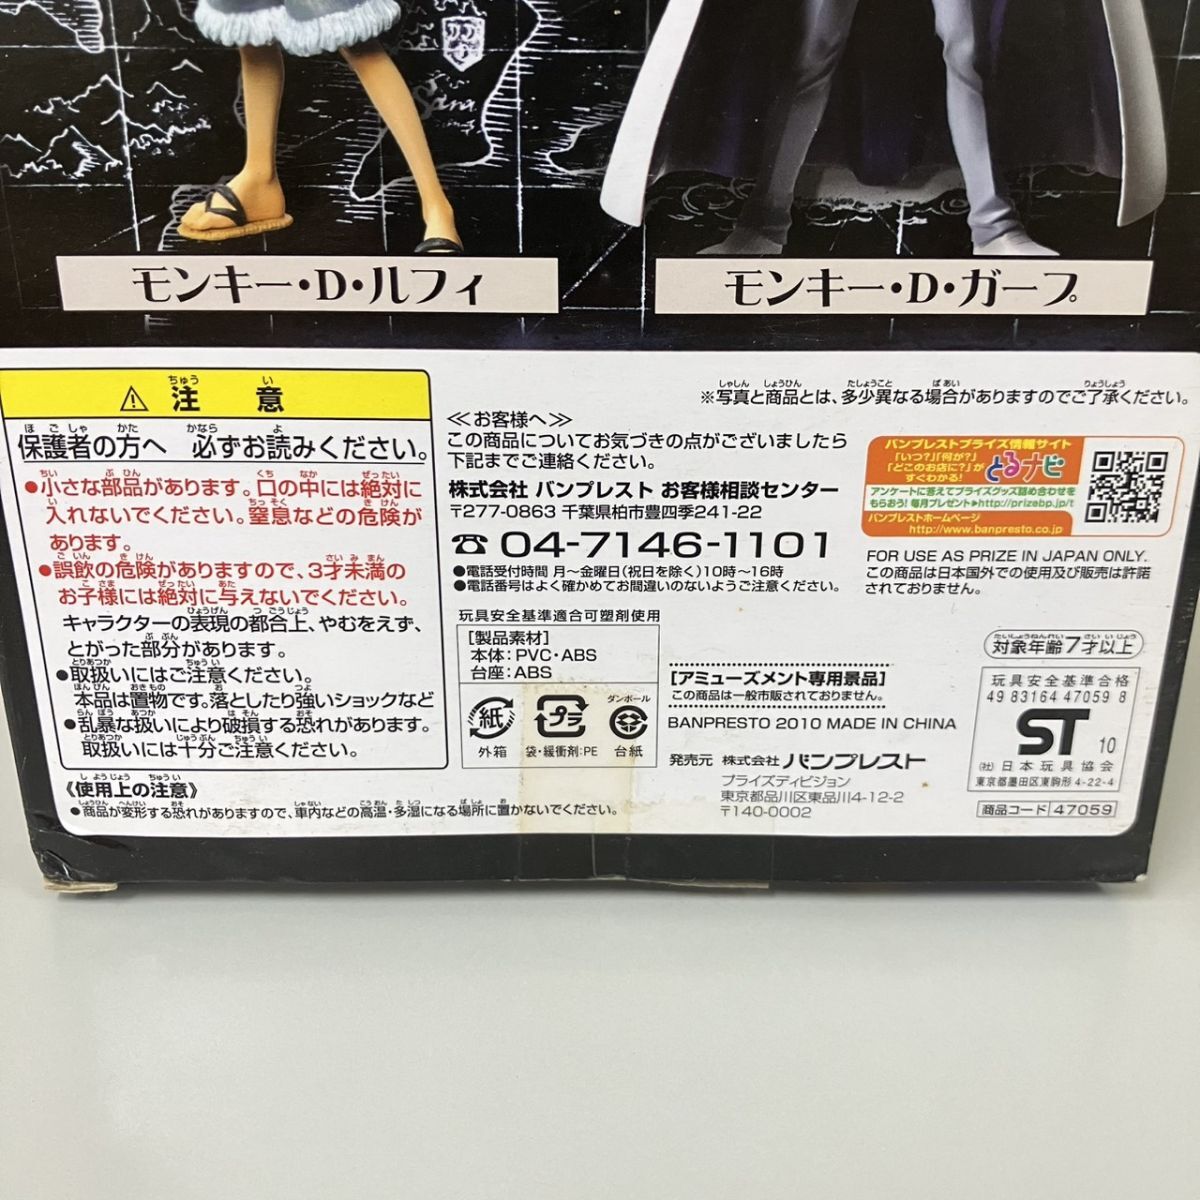 Sara
モンキー・D・ルフィ
モンキー・D・ガープ
⚠ 注意
保護者の方へ 必ずお読みください。
●小さな部品があります。口の中には絶対に
入れないでください。窒息などの危険が
あります。
●誤飲の危険がありますので、3才未満の
お子様には絶対に与えないでください。
キャラクターの表現の都合上、やむをえず、
とがった部分があります。
●取扱いにはご注意ください。
本品は置物です。落としたり強いショックなど
●乱暴な扱いにより破損する恐れがあります。
取扱いには十分ご注意ください。
《使用上の注意》
●商品が変形する恐れがありますので、車内などの高温・多湿になる場所に置かないでください。
※写真と商品とは、多少異なる場合がありますのでご了承ください。
≪お客様へ≫
この商品についてお気づきの点がございましたら
下記までご連絡ください。
株式会社 バンプレスト お客様相談センター
〒277-0863 千葉県柏市豊四季241-22
☎ 04-7146-1101
●電話受付時間 月〜金曜日(祝日を除く)10時〜16時
●電話番号はよく確かめてお間違いのないようご注意ください。
玩具安全基準適合可塑剤使用
[製品素材]
本体:PVC・ABS
台座:ABS
紙
外箱
プラ
袋・緩衝剤:PE
ダンボール
台紙
バンプレストプライズ情報サイト
「いつ?」「何が?」
「どこのお店に?」が
すぐわかる!
とるナビ
アンケートに答えてプライズグッズ詰め合わせを
もらおう!毎月プレゼント▶http://prizebp.jp/t
バンプレストホームページ
http://www.banpresto.co.jp
FOR USE AS PRIZE IN JAPAN ONLY.
この商品は日本国外での使用及び販売は許諾
されておりません。
対象年齢7才以上
[アミューズメント専用景品]
この商品は一般市販されておりません。
BANPRESTO 2010 MADE IN CHINA
発売元 株式会社 バンプレスト
プライズディビジョン
東京都品川区東品川4-12-2
〒140-0002
玩具安全基準合格
49 83164 47059 8
ST 10
(社)日本玩具協会
東京都墨田区東駒形4-22-4
商品コード 47059